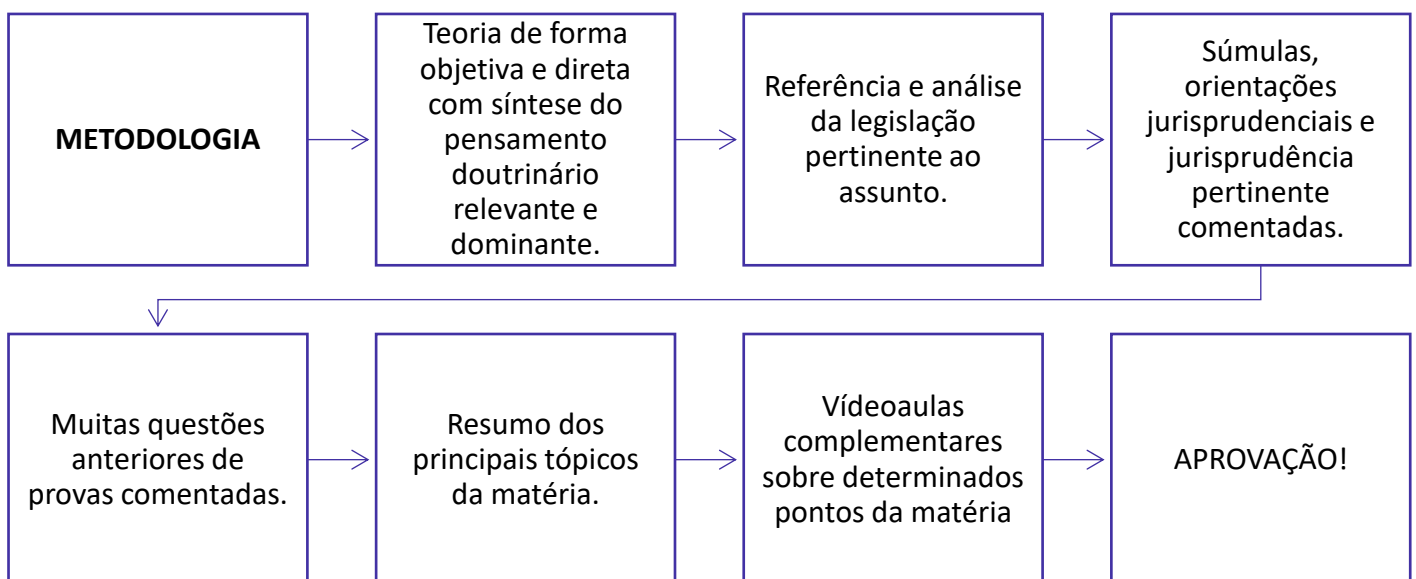 METODOLOGIA
Teoria de forma
objetiva e direta
com síntese do
pensamento
doutrinário
relevante e
dominante.
Referência e análise
da legislação
pertinente ao
assunto.
Súmulas,
orientações
jurisprudenciais e
jurisprudência
pertinente
comentadas.
Muitas questões
anteriores de
provas comentadas.
Resumo dos
principais tópicos
da matéria.
Vídeoaulas
complementares
sobre determinados
pontos da matéria
APROVAÇÃO!